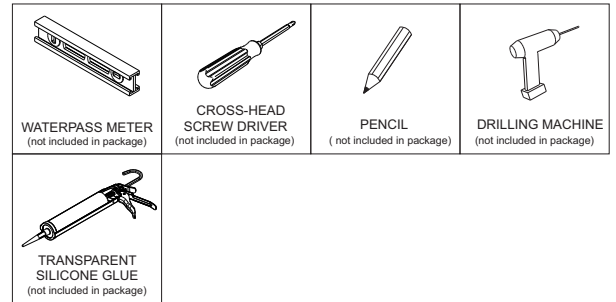 WATERPASS METER
(not included in package)
CROSS-HEAD
SCREW DRIVER
(not included in package)
PENCIL
( not included in package)
DRILLING MACHINE
(not included in package)
TRANSPARENT
SILICONE GLUE
(not included in package)